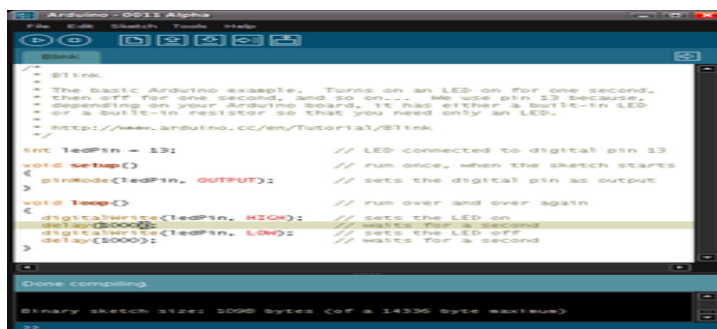 Arduino - 0011 Alpha
File Edit Sketch Tools Help
Blink
/*
 * Blink
 *
 * The basic Arduino example.  Turns on an LED on for one second,
 * then off for one second, and so on...  We use pin 13 because,
 * depending on your Arduino board, it has either a built-in LED
 * or a built-in resistor so that you need only an LED.
 *
 * http://www.arduino.cc/en/Tutorial/Blink
 */
int ledPin = 13;                // LED connected to digital pin 13
void setup()                    // run once, when the sketch starts
{
  pinMode(ledPin, OUTPUT);      // sets the digital pin as output
}
void loop()                     // run over and over again
{
  digitalWrite(ledPin, HIGH);   // sets the LED on
  delay(1000);                  // waits for a second
  digitalWrite(ledPin, LOW);    // sets the LED off
  delay(1000);                  // waits for a second
}
Done compiling.
Binary sketch size: 1098 bytes (of a 14336 byte maximum)
22